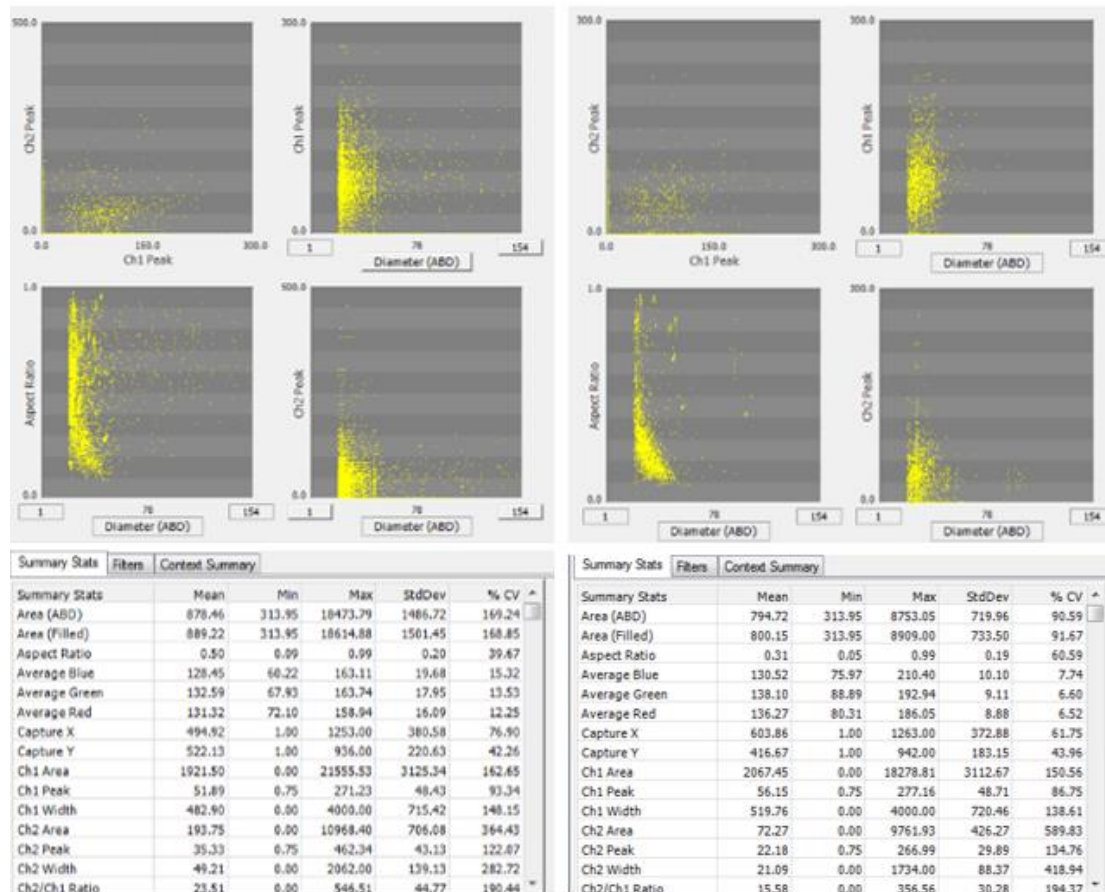 500.0
Ch2 Peak
0.0
0.0 150.0 300.0
Ch1 Peak
300.0
Ch1 Peak
0.0
1 78 154
Diameter (ABD)
1.0
Aspect Ratio
0.0
1 78 154
Diameter (ABD)
500.0
Ch2 Peak
0.0
1 78 154
Diameter (ABD)
Summary Stats Filters Context Summary
Summary Stats Mean Min Max StdDev % CV
Area (ABD) 878.46 313.95 18473.79 1486.72 169.24
Area (Filled) 889.22 313.95 18614.88 1501.45 168.85
Aspect Ratio 0.50 0.09 0.99 0.20 39.67
Average Blue 128.45 60.22 163.11 19.68 15.32
Average Green 132.59 67.93 163.74 17.95 13.53
Average Red 131.32 72.10 158.94 16.09 12.25
Capture X 494.92 1.00 1253.00 380.58 76.90
Capture Y 522.13 1.00 936.00 220.63 42.26
Ch1 Area 1921.50 0.00 21555.53 3125.34 162.65
Ch1 Peak 51.89 0.75 271.23 48.43 93.34
Ch1 Width 482.90 0.00 4000.00 715.42 148.15
Ch2 Area 193.75 0.00 10968.40 706.08 364.43
Ch2 Peak 35.33 0.75 462.34 43.13 122.07
Ch2 Width 49.21 0.00 2062.00 139.13 282.72
Ch2/Ch1 Ratio 23.51 0.00 546.51 44.77 190.44
300.0
Ch2 Peak
0.0
0.0 150.0 300.0
Ch1 Peak
300.0
Ch1 Peak
0.0
1 78 154
Diameter (ABD)
1.0
Aspect Ratio
0.0
1 78 154
Diameter (ABD)
300.0
Ch2 Peak
0.0
1 78 154
Diameter (ABD)
Summary Stats Filters Context Summary
Summary Stats Mean Min Max StdDev % CV
Area (ABD) 794.72 313.95 8753.05 719.96 90.59
Area (Filled) 800.15 313.95 8909.00 733.50 91.67
Aspect Ratio 0.31 0.05 0.99 0.19 60.59
Average Blue 130.52 75.97 210.40 10.10 7.74
Average Green 138.10 88.89 192.94 9.11 6.60
Average Red 136.27 80.31 186.05 8.88 6.52
Capture X 603.86 1.00 1263.00 372.88 61.75
Capture Y 416.67 1.00 942.00 183.15 43.96
Ch1 Area 2067.45 0.00 18278.81 3112.67 150.56
Ch1 Peak 56.15 0.75 277.16 48.71 86.75
Ch1 Width 519.76 0.00 4000.00 720.46 138.61
Ch2 Area 72.27 0.00 9761.93 426.27 589.83
Ch2 Peak 22.18 0.75 266.99 29.89 134.76
Ch2 Width 21.09 0.00 1734.00 88.37 418.94
Ch2/Ch1 Ratio 15.58 0.00 356.56 30.28 194.37